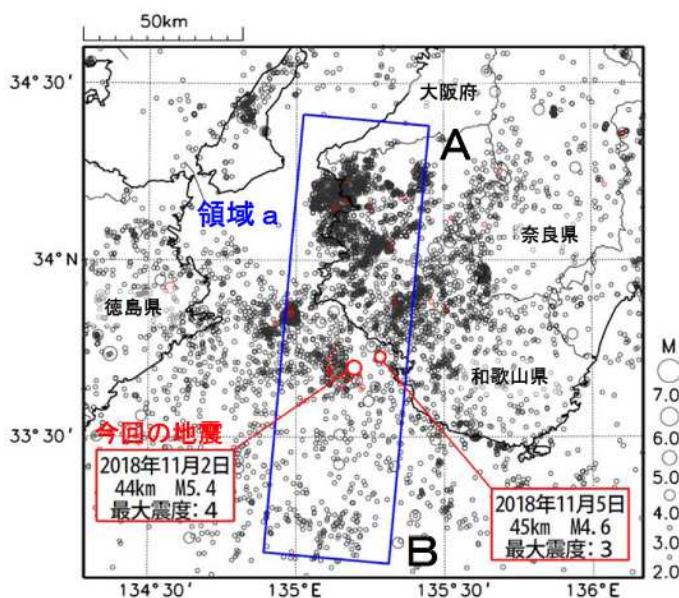 50km
34°30′
大阪府
A
領域a
奈良県
34°N
徳島県
M
和歌山県
7.0
今回の地震
33°30′
6.0
2018年11月2日
44km M5.4
最大震度:4
5.0
2018年11月5日
45km M4.6
最大震度:3
4.0
3.0
B
2.0
134°30′
135°E
135°30′
136°E